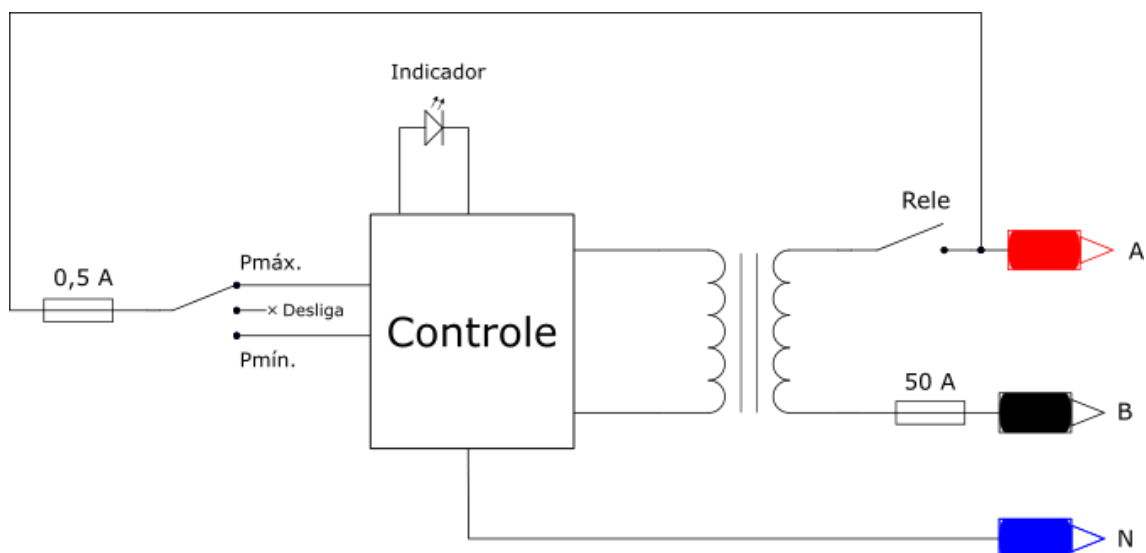 Indicador
Rele
A
0,5 A
Pmáx.
× Desliga
Pmín.
Controle
50 A
B
N